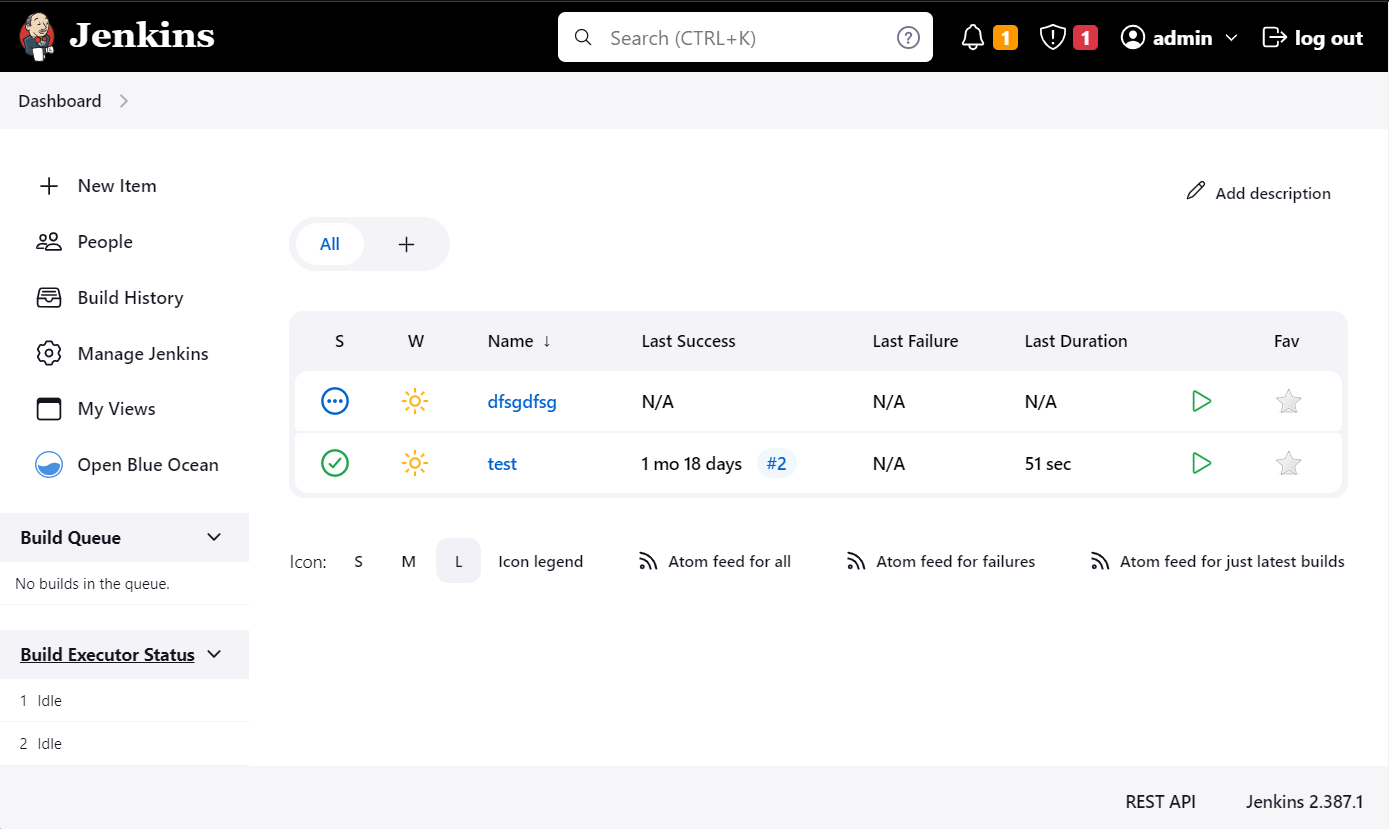 Jenkins
Search (CTRL+K)
?
1
1
admin
log out
Dashboard
New Item
People
Build History
Manage Jenkins
My Views
Open Blue Ocean
Build Queue
No builds in the queue.
Build Executor Status
1 Idle
2 Idle
Add description
All
S W Name ↓ Last Success Last Failure Last Duration Fav
dfsgdfsg N/A N/A N/A
test 1 mo 18 days #2 N/A 51 sec
Icon: S M L Icon legend Atom feed for all Atom feed for failures Atom feed for just latest builds
REST API Jenkins 2.387.1